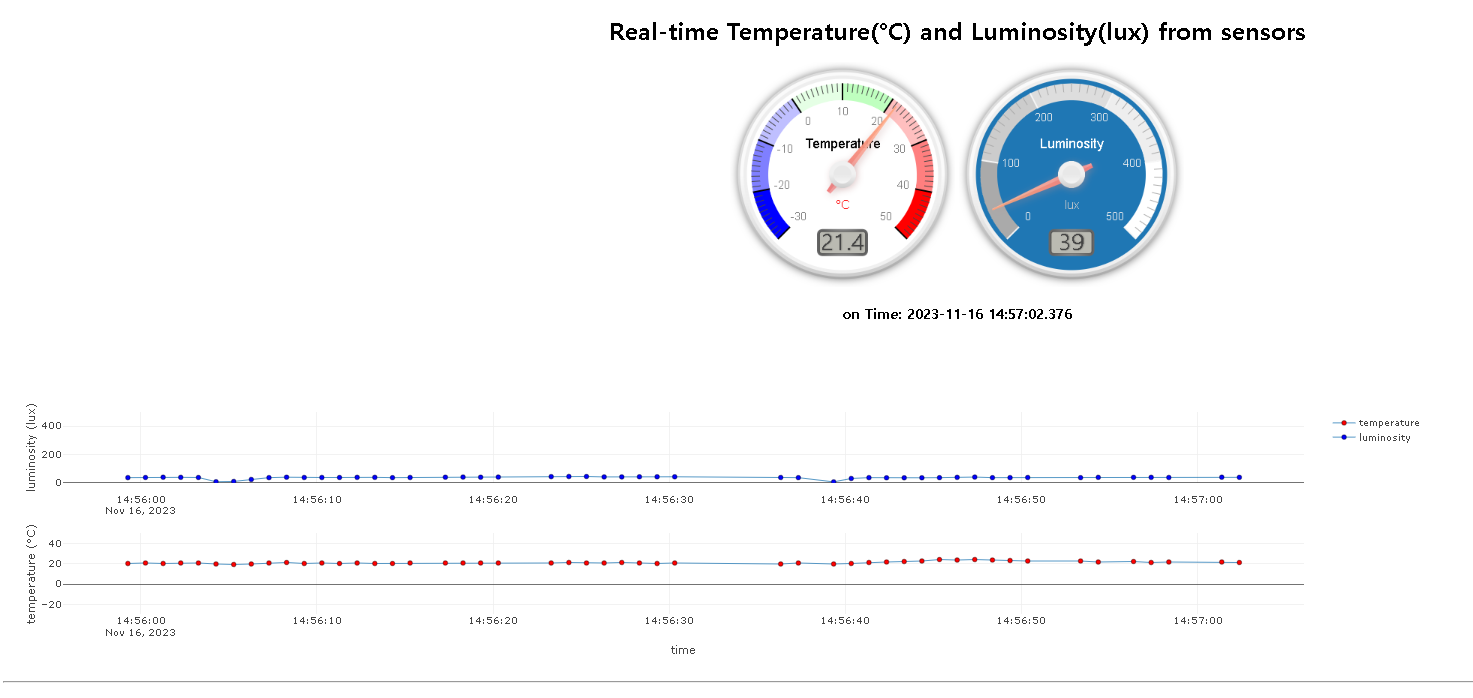 Real-time Temperature(°C) and Luminosity(lux) from sensors
-30 -20 -10 0 10 20 30 40 50
Temperature
°C
21.4
0 100 200 300 400 500
Luminosity
lux
39
on Time: 2023-11-16 14:57:02.376
luminosity (lux)
400
200
0
14:56:00 14:56:10 14:56:20 14:56:30 14:56:40 14:56:50 14:57:00
Nov 16, 2023
temperature
luminosity
temperature (°C)
40
20
0
−20
14:56:00 14:56:10 14:56:20 14:56:30 14:56:40 14:56:50 14:57:00
Nov 16, 2023
time